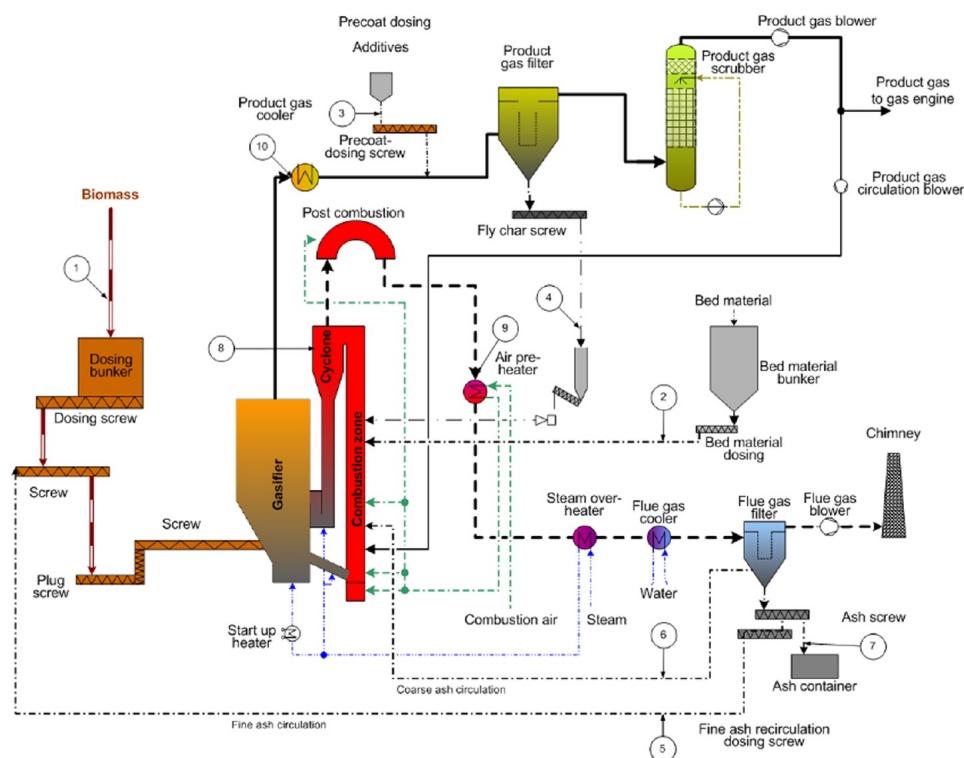 Precoat dosing
Additives
Product gas blower
Product gas
filter
Product gas
scrubber
Product gas
to gas engine
Product gas
cooler
3
Precoat-
dosing screw
10
Product gas
circulation blower
Biomass
Post combustion
Fly char screw
1
4
Bed material
9
8
Cyclone
Air pre-
heater
Dosing
bunker
Bed material
bunker
2
Dosing screw
Bed material
dosing
Chimney
Gasifier
Combustion zone
Screw
Steam over-
heater
Flue gas
cooler
Flue gas
filter
Flue gas
blower
Screw
Plug
screw
Start up
heater
Combustion air
Steam
Water
Ash screw
6
7
Coarse ash circulation
Ash container
Fine ash circulation
Fine ash recirculation
dosing screw
5